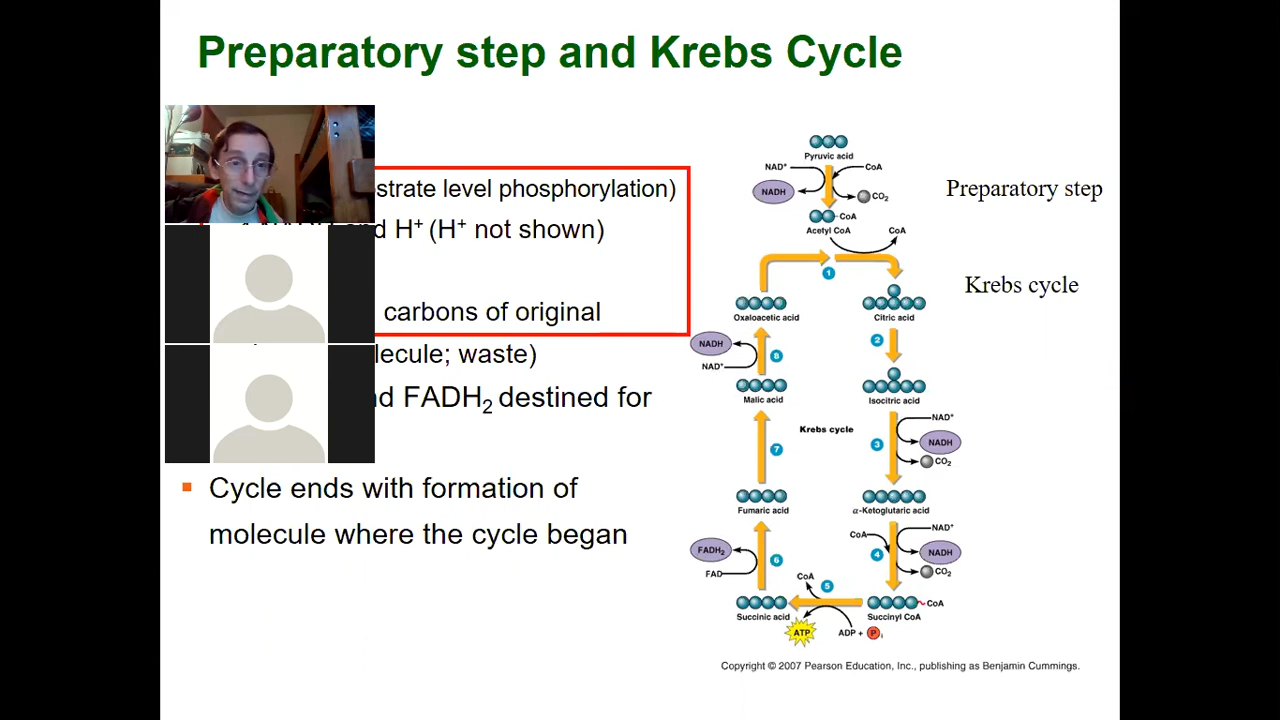 Preparatory step and Krebs Cycle
strate level phosphorylation)
H⁺ (H⁺ not shown)
carbons of original
lecule; waste)
FADH₂ destined for
Cycle ends with formation of
molecule where the cycle began
Pyruvic acid
NAD⁺
CoA
NADH
CO₂
CoA
Acetyl CoA
CoA
Preparatory step
Krebs cycle
1
Oxaloacetic acid
Citric acid
NADH
NAD⁺
8
2
Malic acid
Isocitric acid
Krebs cycle
3
NAD⁺
NADH
CO₂
7
Fumaric acid
α-Ketoglutaric acid
CoA
NAD⁺
FADH₂
FAD
6
4
NADH
CO₂
CoA
5
Succinic acid
Succinyl CoA
CoA
ATP
ADP + P i
Copyright © 2007 Pearson Education, Inc., publishing as Benjamin Cummings.